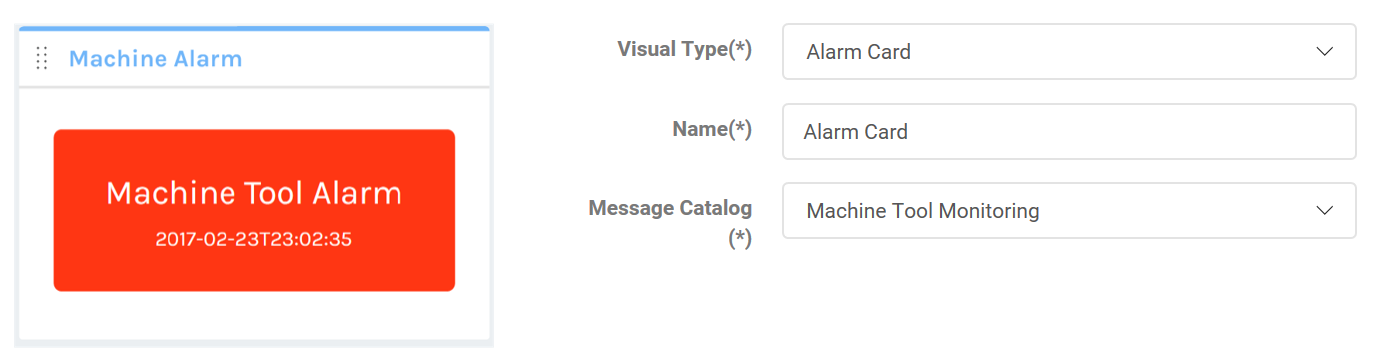 Machine Alarm
Machine Tool Alarm
2017-02-23T23:02:35
Visual Type(*)
Alarm Card
Name(*)
Alarm Card
Message Catalog
(*)
Machine Tool Monitoring